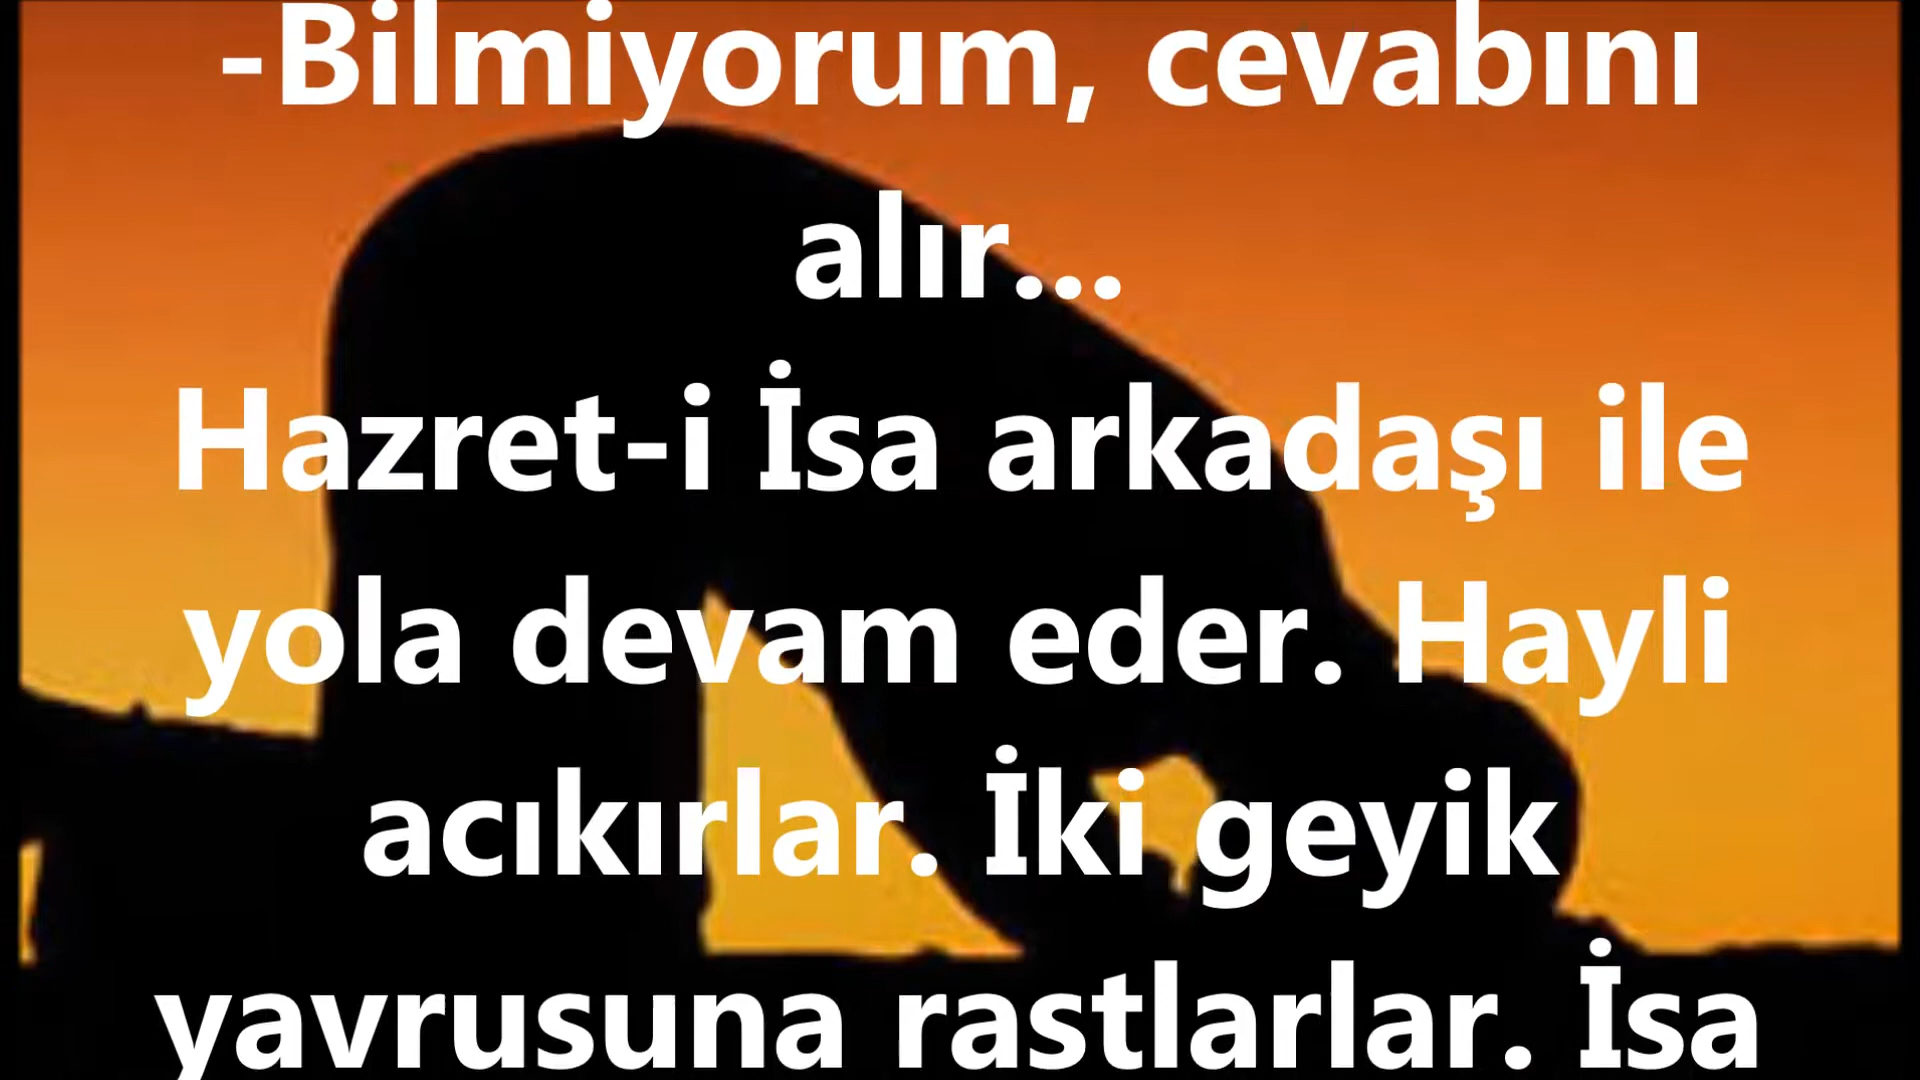 -Bilmiyorum, cevabını
alır...
Hazret-i İsa arkadaşı ile
yola devam eder. Hayli
acıkırlar. İki geyik
yavrusuna rastlarlar. İsa